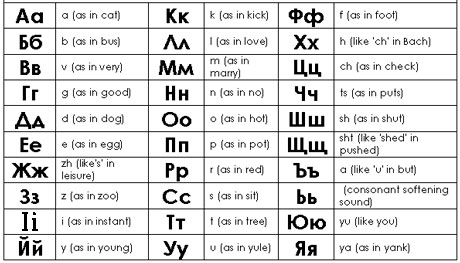 Аа a (as in cat) Кк k (as in kick) Фф f (as in foot)
Бб b (as in bus) Лл l (as in love) Хх h (like 'ch' in Bach)
Вв v (as in very) Мм m (as in marry) Цц ch (as in check)
Гг g (as in good) Нн n (as in no) Чч ts (as in puts)
Дд d (as in dog) Оо o (as in hot) Шш sh (as in shut)
Ее e (as in egg) Пп p (as in pot) Щщ sht (like 'shed' in pushed)
Жж zh (like's' in leisure) Рр r (as in red) Ъъ a (like 'u' in but)
Зз z (as in zoo) Сс s (as in sit) Ьь (consonant softening sound)
Ii i (as in instant) Тт t (as in tree) Юю yu (like you)
Йй y (as in young) Уу u (as in yule) Яя ya (as in yank)